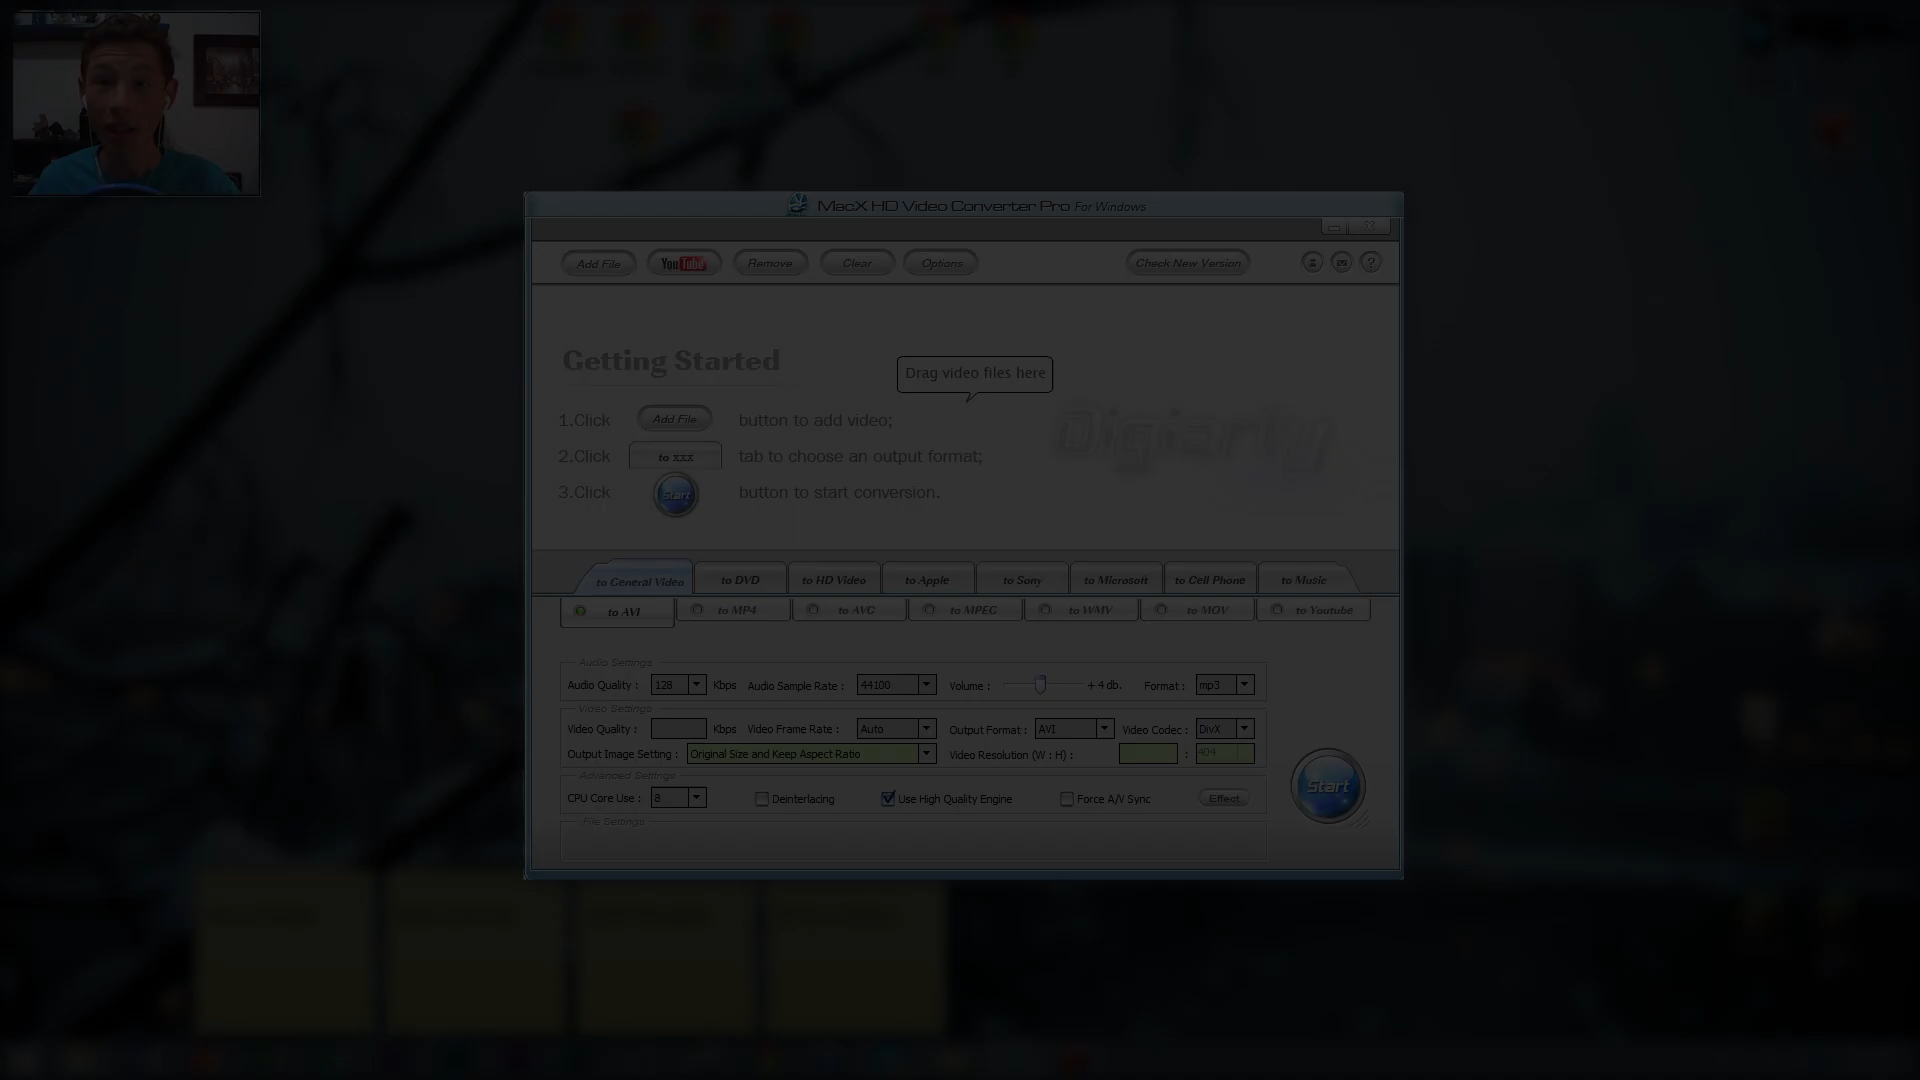 MacX HD Video Converter Pro For Windows
Add File
YouTube
Remove
Clear
Options
Check New Version
?
Getting Started
Drag video files here
1.Click Add File button to add video;
2.Click to xxx tab to choose an output format;
3.Click Start button to start conversion.
Digiarty
to General Video
to DVD
to HD Video
to Apple
to Sony
to Microsoft
to Cell Phone
to Music
to AVI
to MP4
to AVC
to MPEG
to WMV
to MOV
to Youtube
Audio Settings
Audio Quality : 128 Kbps Audio Sample Rate : 44100 Volume : +4 db. Format : mp3
Video Settings
Video Quality : Kbps Video Frame Rate : Auto Output Format : AVI Video Codec : DivX
Output Image Setting : Original Size and Keep Aspect Ratio Video Resolution (W : H) : : 404
Advanced Settings
CPU Core Use : 8 Deinterlacing Use High Quality Engine Force A/V Sync Effect
Start
File Settings